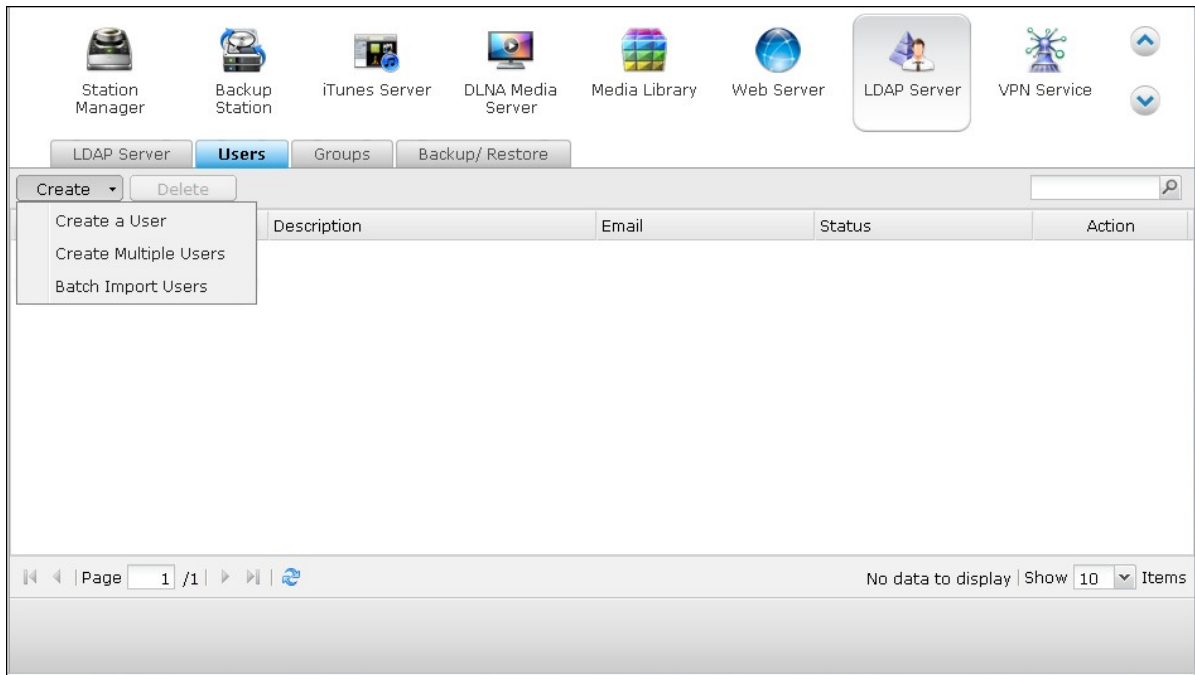 Station Manager
Backup Station
iTunes Server
DLNA Media Server
Media Library
Web Server
LDAP Server
VPN Service
LDAP Server
Users
Groups
Backup/ Restore
Create
Delete
Create a User
Create Multiple Users
Batch Import Users
Description
Email
Status
Action
Page 1 /1
No data to display
Show 10 Items